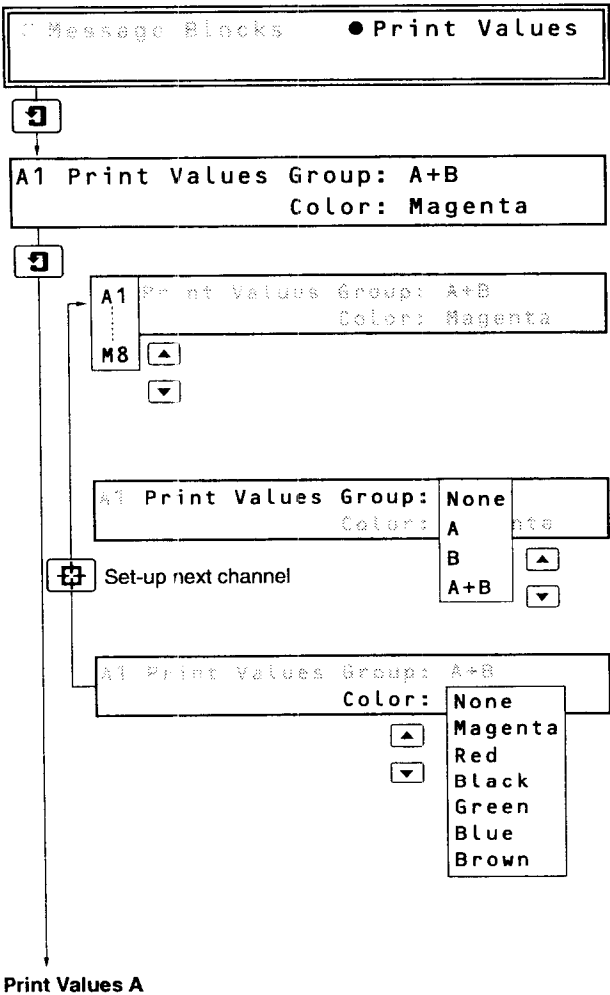 Message Blocks ●Print Values
A1 Print Values Group: A+B
Color: Magenta
A1
M8
Print Values Group: A+B
Color: Magenta
A1 Print Values Group:
None
A
B
A+B
Color: nta
Set-up next channel
A1 Print Values Group: A+B
Color:
None
Magenta
Red
Black
Green
Blue
Brown
Print Values A